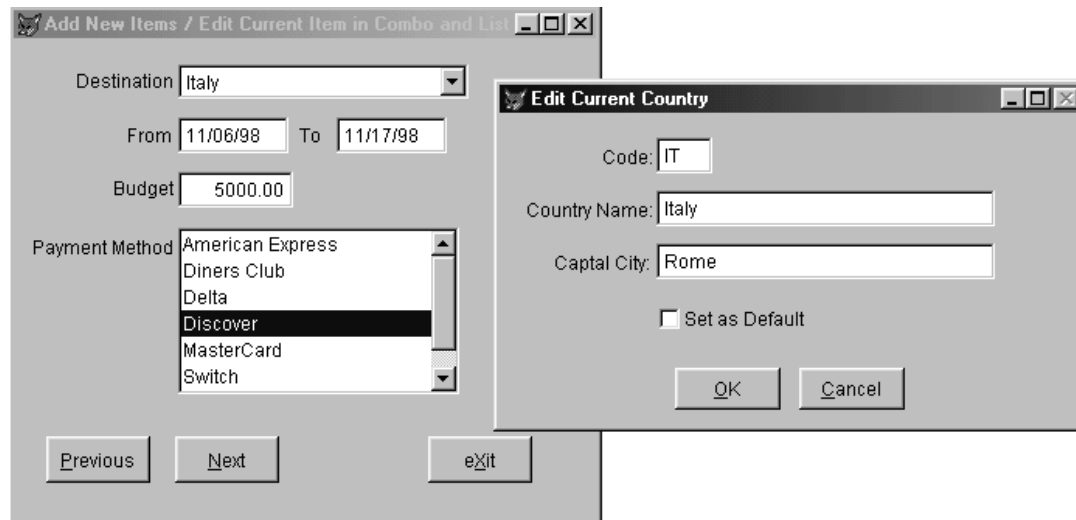 Add New Items / Edit Current Item in Combo and List
Destination Italy
From 11/06/98 To 11/17/98
Budget 5000.00
Payment Method American Express
Diners Club
Delta
Discover
MasterCard
Switch
Previous Next eXit
Edit Current Country
Code: IT
Country Name: Italy
Captal City: Rome
Set as Default
OK Cancel